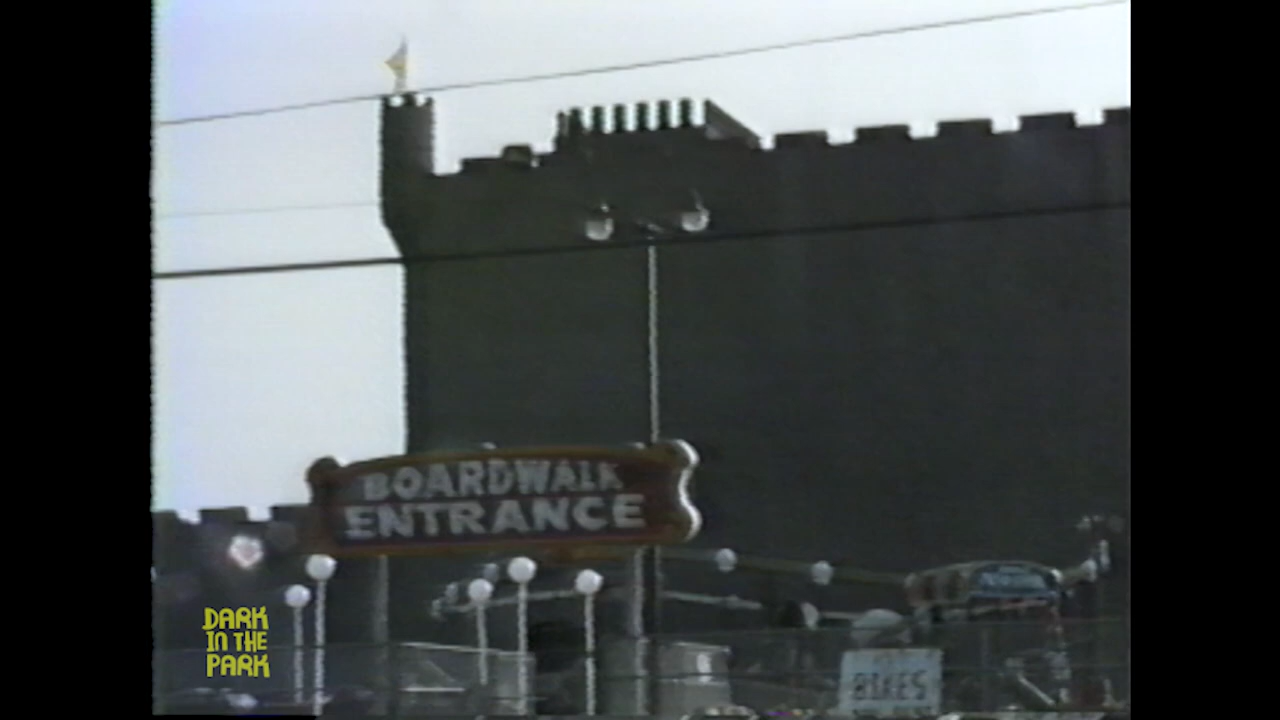 BOARDWALK
ENTRANCE
DARK
IN THE
PARK
BIKES